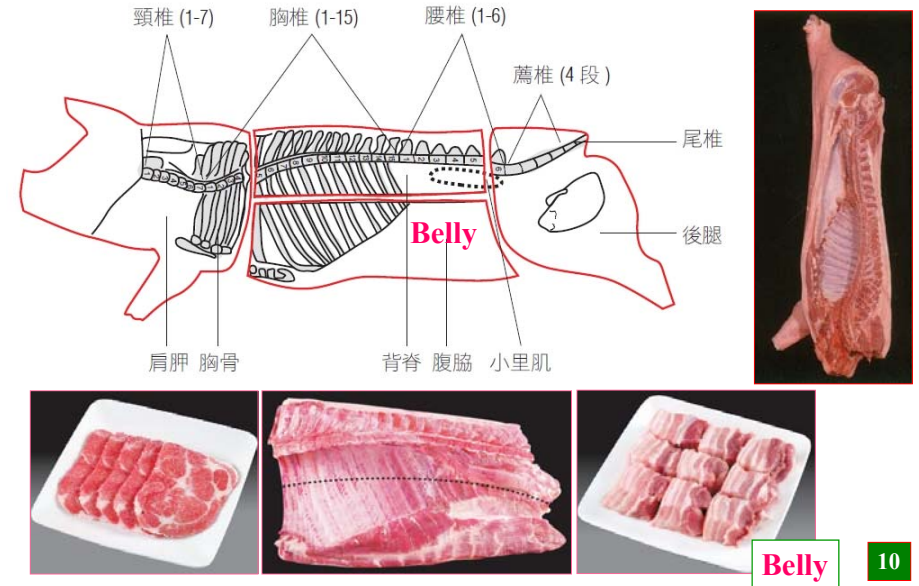 頸椎 (1-7)
胸椎 (1-15)
腰椎 (1-6)
薦椎 (4 段 )
尾椎
後腿
Belly
肩胛
胸骨
背脊
腹脇
小里肌
Belly
10